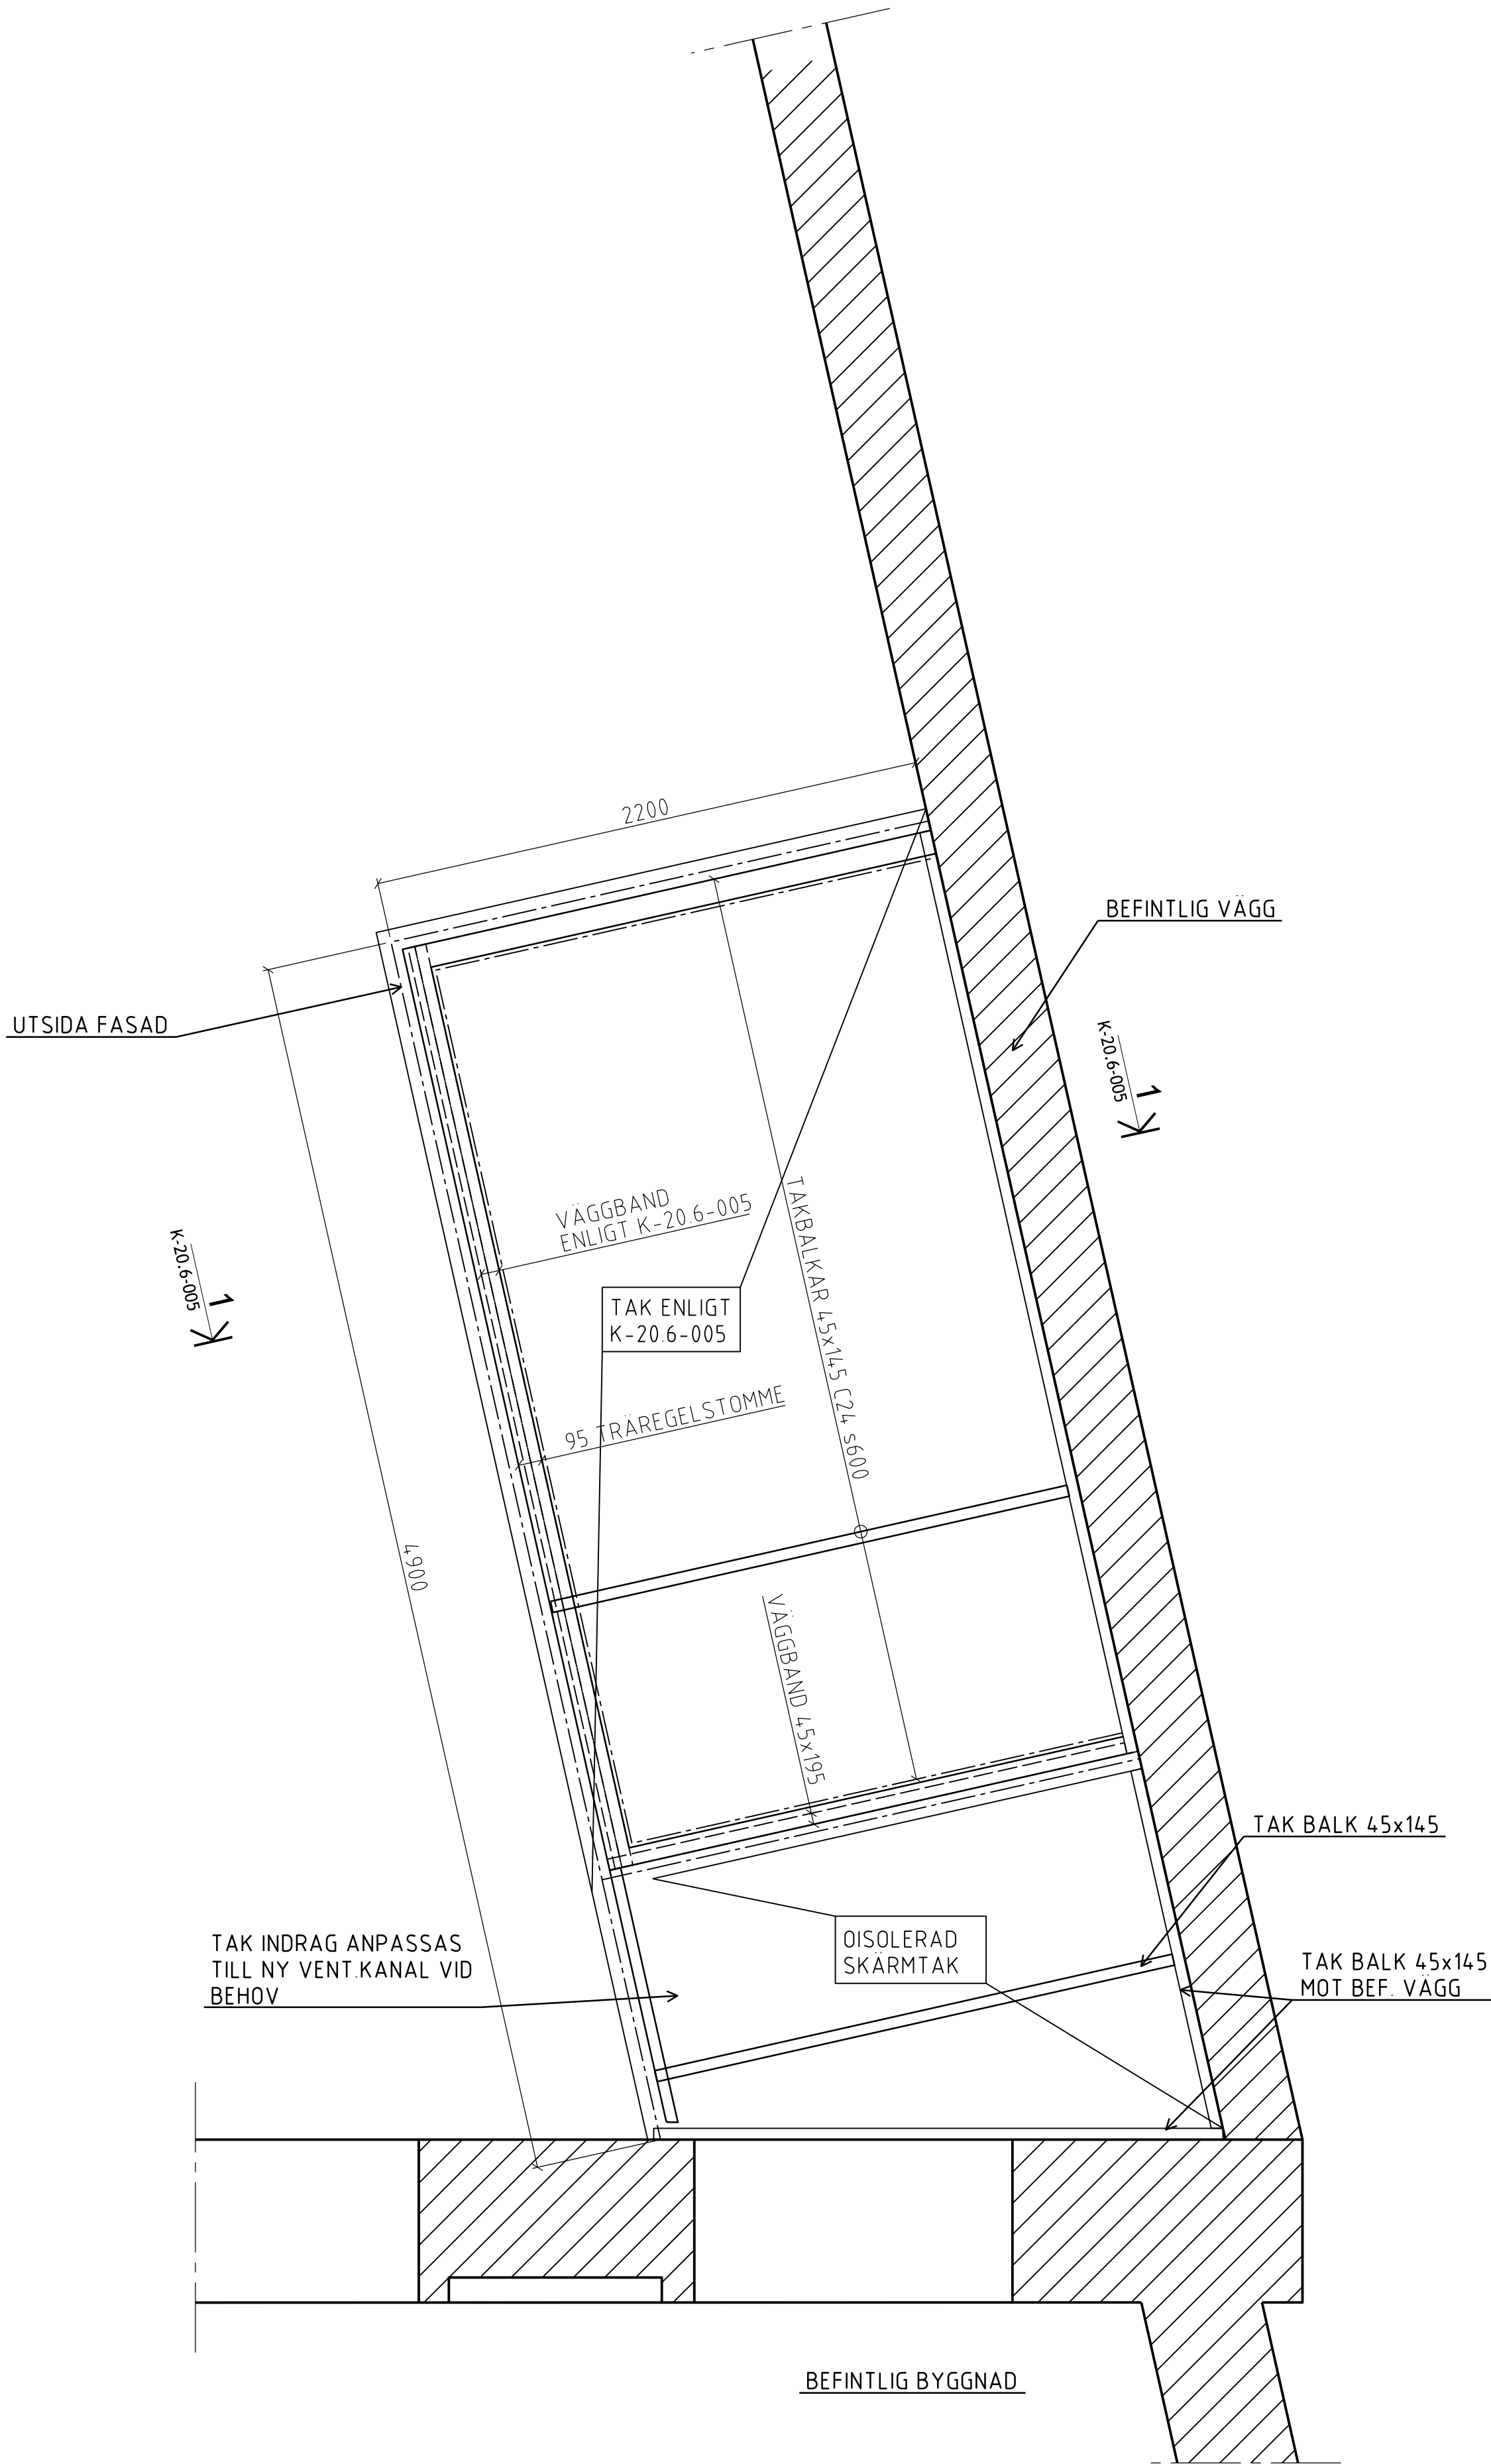 2200
BEFINTLIG VÄGG
UTSIDA FASAD
K-20.6-005
1
VÄGGBAND
ENLIGT K-20.6-005
TAKBALKAR 45x145 C24 s600
K-20.6-005
1
TAK ENLIGT
K-20.6-005
95 TRÄREGELSTOMME
4900
VÄGGBAND 45x195
TAK BALK 45x145
OISOLERAD
SKÄRMTAK
TAK INDRAG ANPASSAS
TILL NY VENT.KANAL VID
BEHOV
TAK BALK 45x145
MOT BEF. VÄGG
BEFINTLIG BYGGNAD